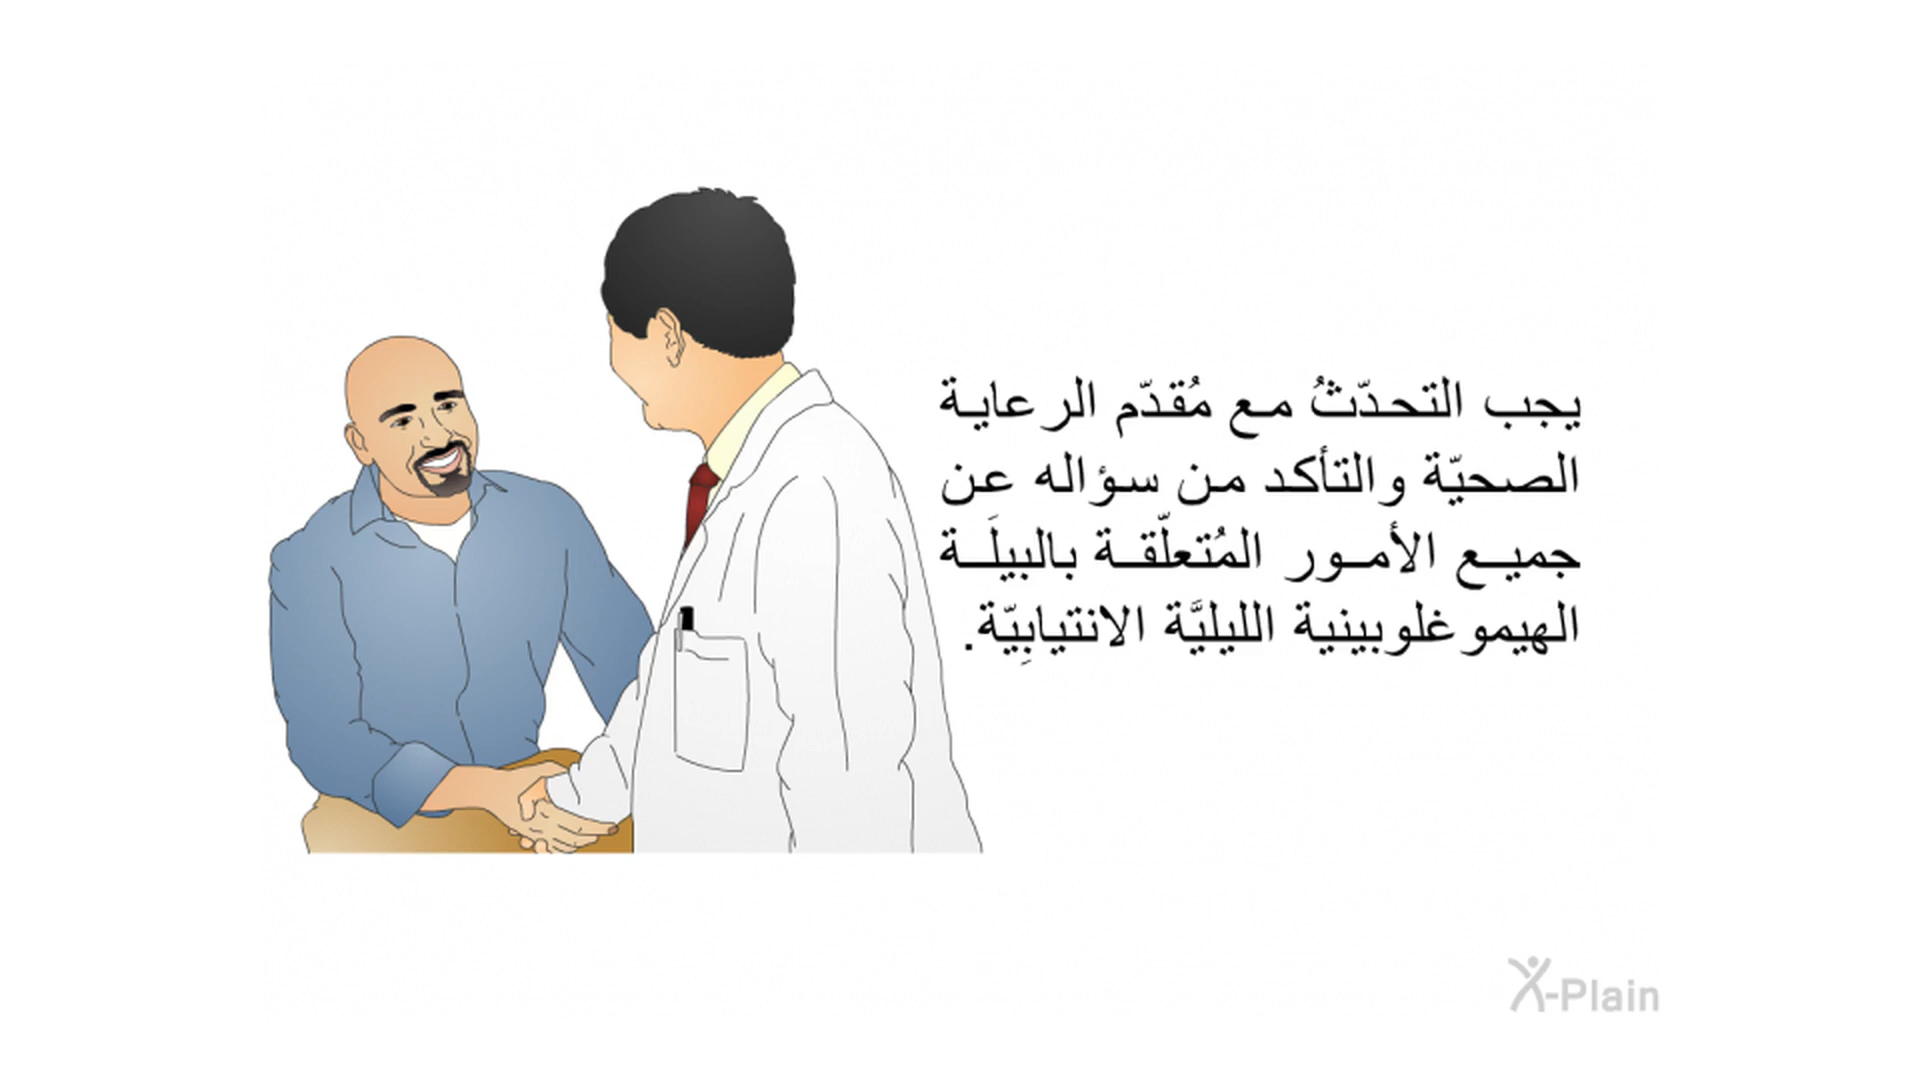 يجب التحدّثُ مع مُقدّم الرعاية
الصحيّة والتأكد من سؤاله عن
جميع الأمور المُتعلّقة بالبيلَة
الهيموغلوبينية الليليَّة الانتيابِيّة.
X-Plain